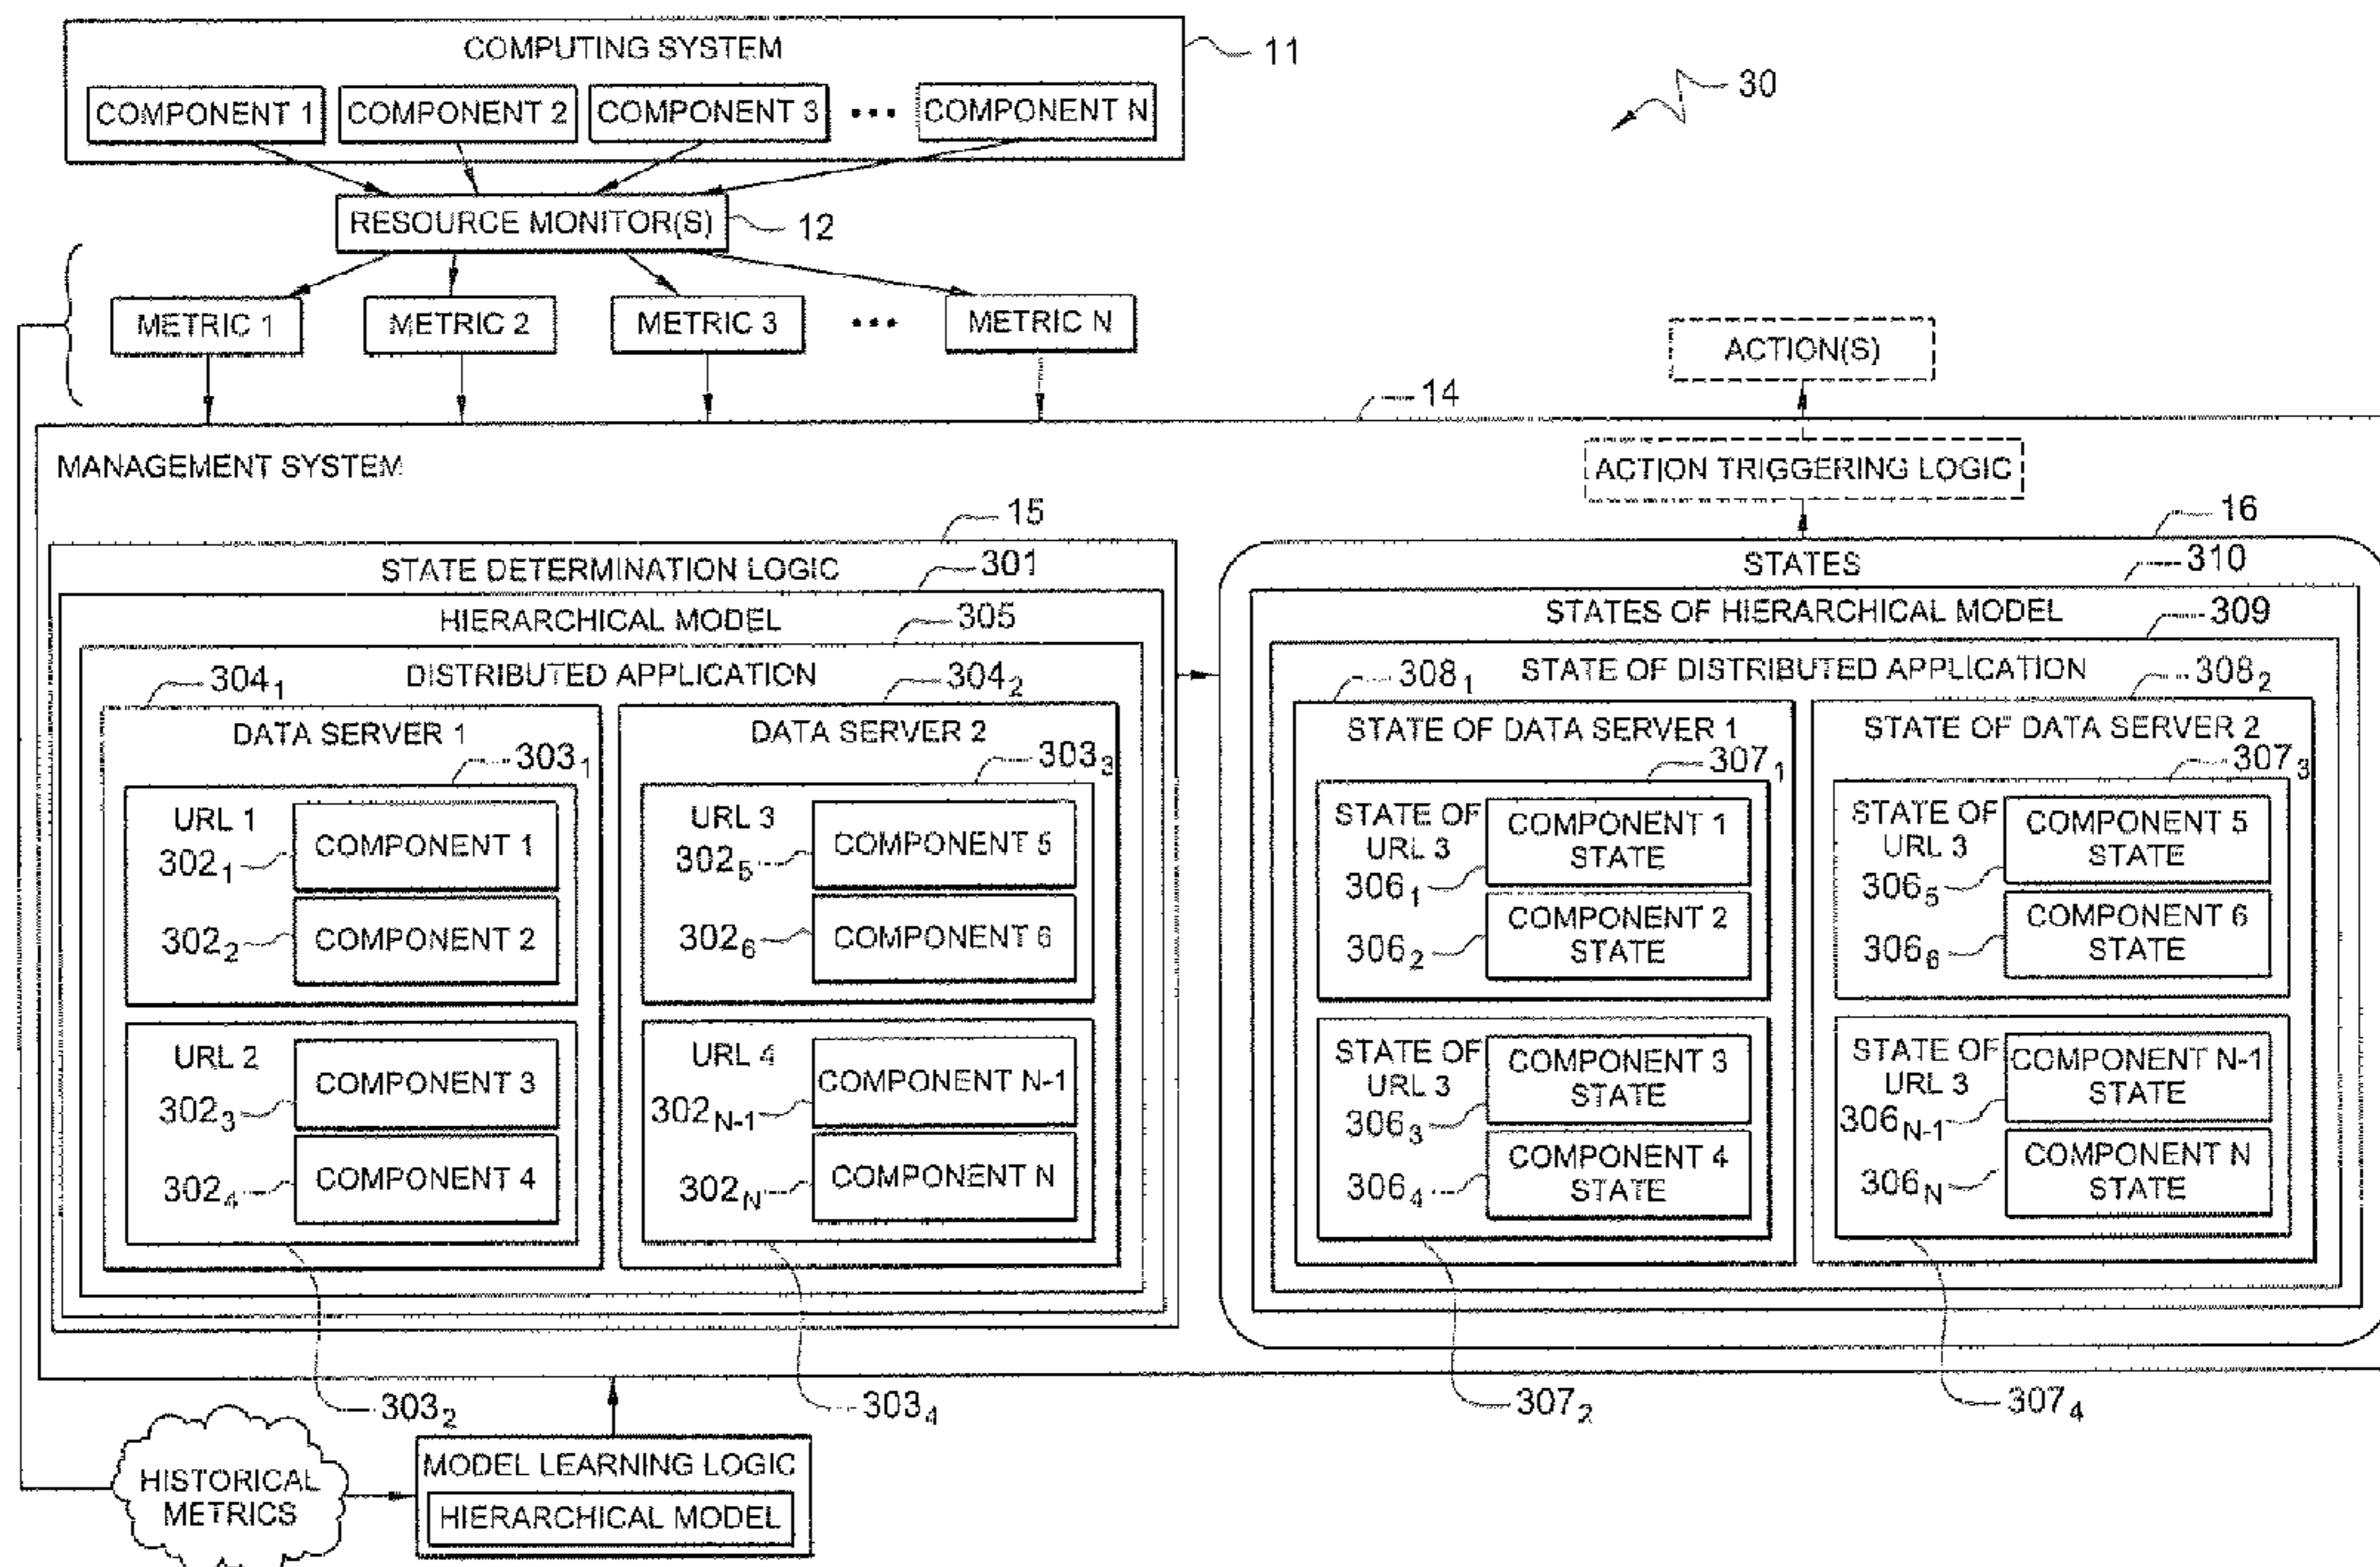 COMPUTING SYSTEM
11
COMPONENT 1
COMPONENT 2
COMPONENT 3
•••
COMPONENT N
30
RESOURCE MONITOR(S)
12
METRIC 1
METRIC 2
METRIC 3
•••
METRIC N
ACTION(S)
14
MANAGEMENT SYSTEM
ACTION TRIGGERING LOGIC
15
STATE DETERMINATION LOGIC
301
HIERARCHICAL MODEL
305
DISTRIBUTED APPLICATION
304₁
304₂
DATA SERVER 1
303₁
URL 1
302₁
COMPONENT 1
302₂
COMPONENT 2
URL 2
302₃
COMPONENT 3
302₄
COMPONENT 4
DATA SERVER 2
303₃
URL 3
302₅
COMPONENT 5
302₆
COMPONENT 6
URL 4
302N-1
COMPONENT N-1
302N
COMPONENT N
303₂
303₄
16
STATES
310
STATES OF HIERARCHICAL MODEL
309
STATE OF DISTRIBUTED APPLICATION
308₁
308₂
STATE OF DATA SERVER 1
307₁
STATE OF
URL 3
306₁
COMPONENT 1
STATE
306₂
COMPONENT 2
STATE
STATE OF
URL 3
306₃
COMPONENT 3
STATE
306₄
COMPONENT 4
STATE
STATE OF DATA SERVER 2
307₃
STATE OF
URL 3
306₅
COMPONENT 5
STATE
306₆
COMPONENT 6
STATE
STATE OF
URL 3
306N-1
COMPONENT N-1
STATE
306N
COMPONENT N
STATE
307₂
307₄
HISTORICAL
METRICS
MODEL LEARNING LOGIC
HIERARCHICAL MODEL